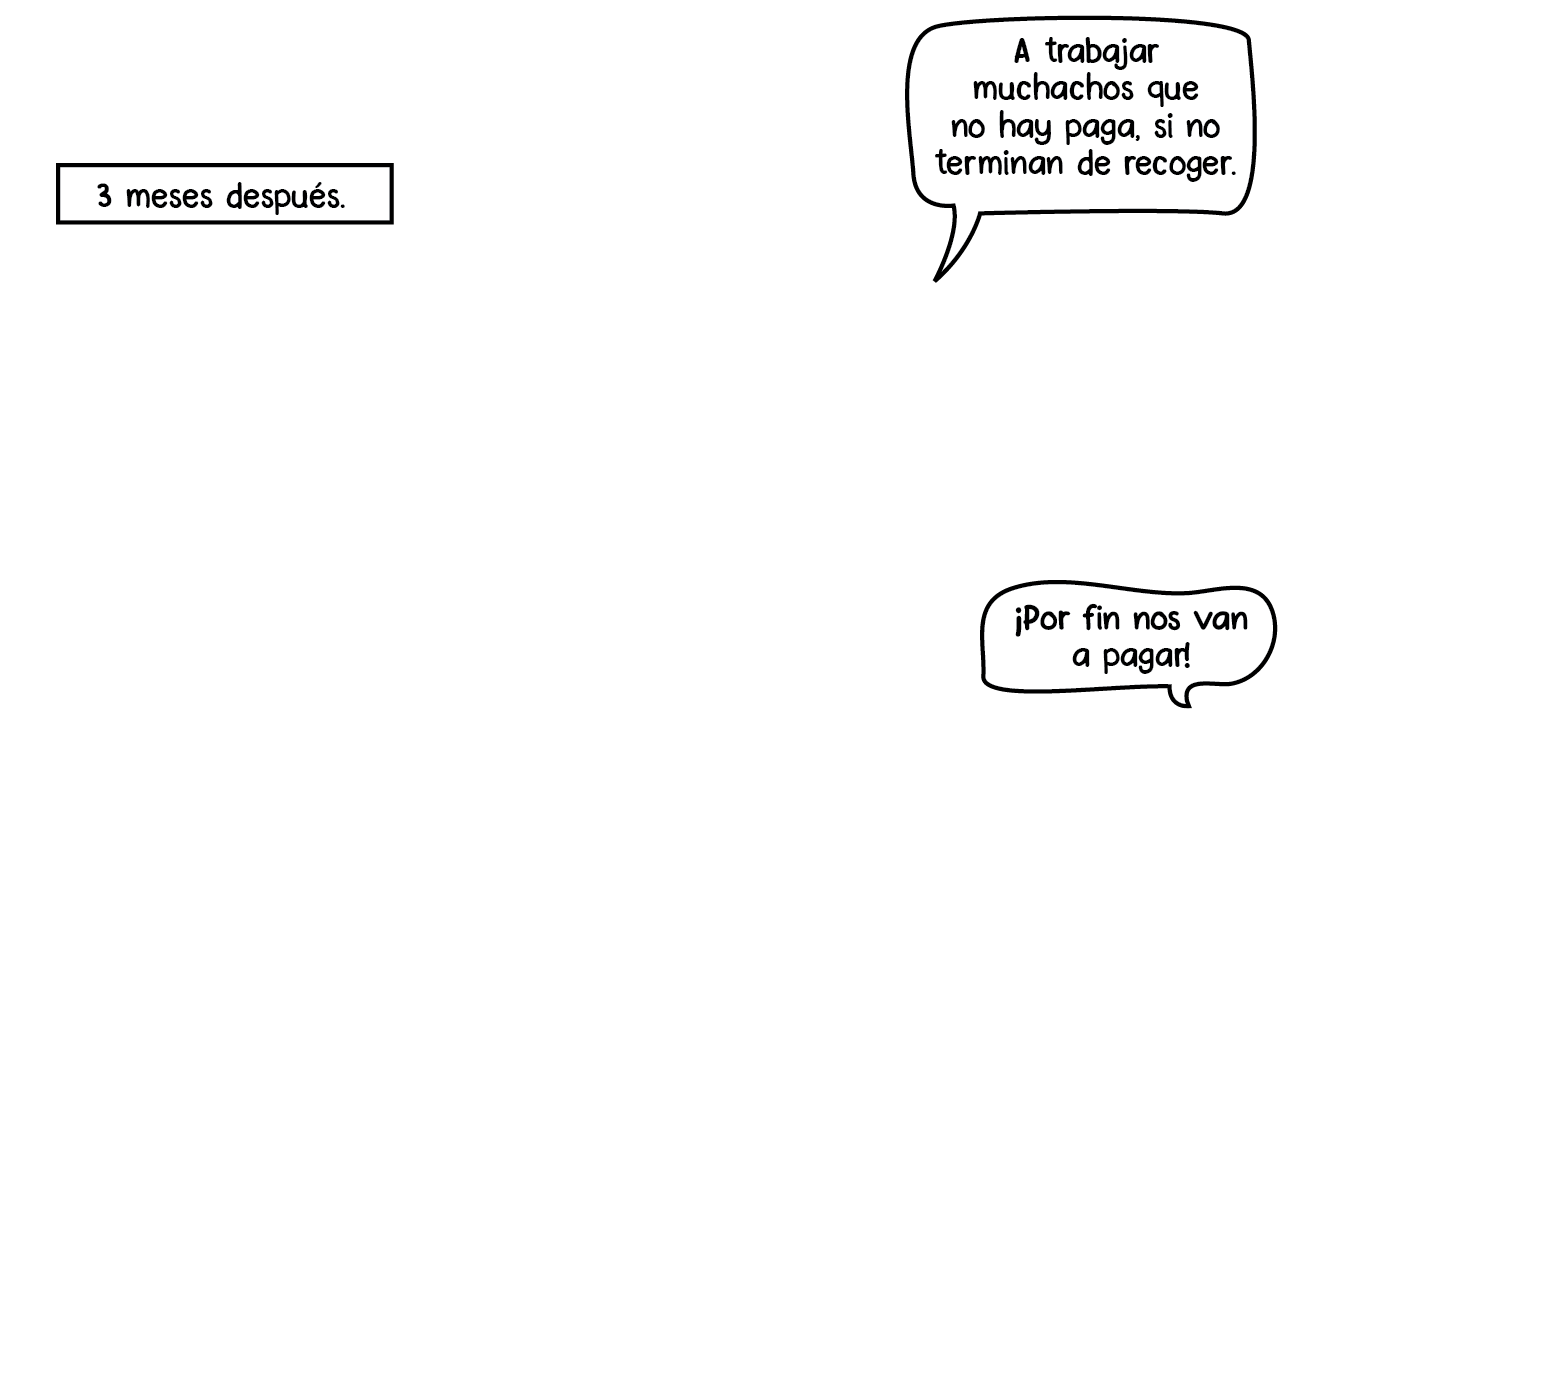 3 meses después.
A trabajar
muchachos que
no hay paga, si no
terminan de recoger.
¡Por fin nos van
a pagar!